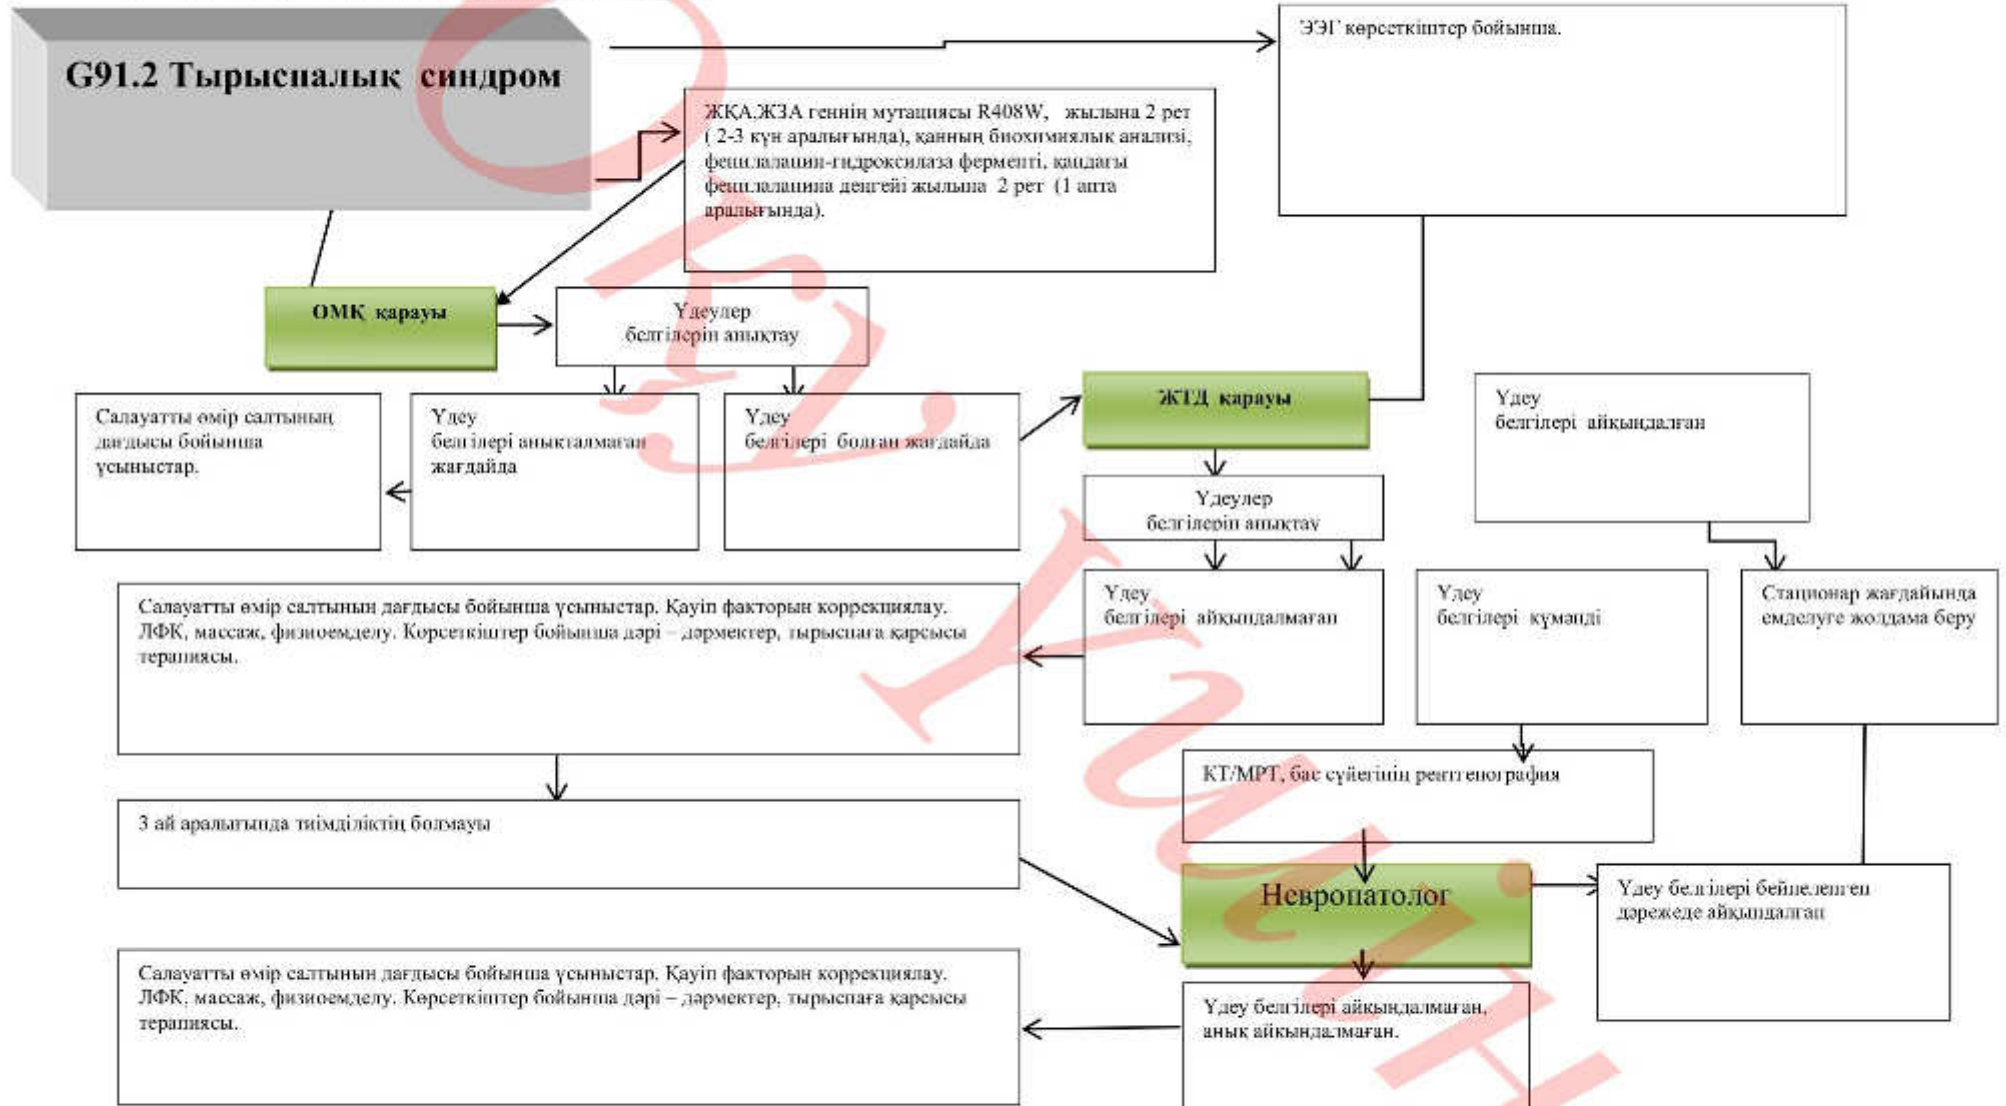 G91.2 Тырыспалық синдром
ЭЭГ көрсеткіштер бойынша.
ЖҚА,ЖЗА геннің мутациясы R408W, жылына 2 рет
( 2-3 күн аралығында), қанның биохимиялық анализі,
фенилаланин-гидроксилаза ферменті, қандағы
фенилаланина деңгейі жылына 2 рет (1 апта
аралығында).
ОМК қарауы
Үдеулер
белгілерін анықтау
Салауатты өмір салтының
дағдысы бойынша
ұсыныстар.
Үдеу
белгілері анықталмаған
жағдайда
Үдеу
белгілері болған жағдайда
ЖТД қарауы
Үдеу
белгілері айқындалған
Үдеулер
белгілерін анықтау
Салауатты өмір салтының дағдысы бойынша ұсыныстар. Қауіп факторын коррекциялау.
ЛФК, массаж, физиоемделу. Көрсеткіштер бойынша дәрі – дәрмектер, тырыспаға қарсысы
терапиясы.
Үдеу
белгілері айқындалмаған
Үдеу
белгілері күмәнді
Стационар жағдайында
емделуге жолдама беру
КТ/МРТ, бас сүйегінің рентгенография
3 ай аралығында тиімділіктің болмауы
Невропатолог
Үдеу белгілері бейнеленген
дәрежеде айқындалған
Салауатты өмір салтының дағдысы бойынша ұсыныстар. Қауіп факторын коррекциялау.
ЛФК, массаж, физиоемделу. Көрсеткіштер бойынша дәрі – дәрмектер, тырыспаға қарсысы
терапиясы.
Үдеу белгілері айқындалмаған,
анық айқындалмаған.